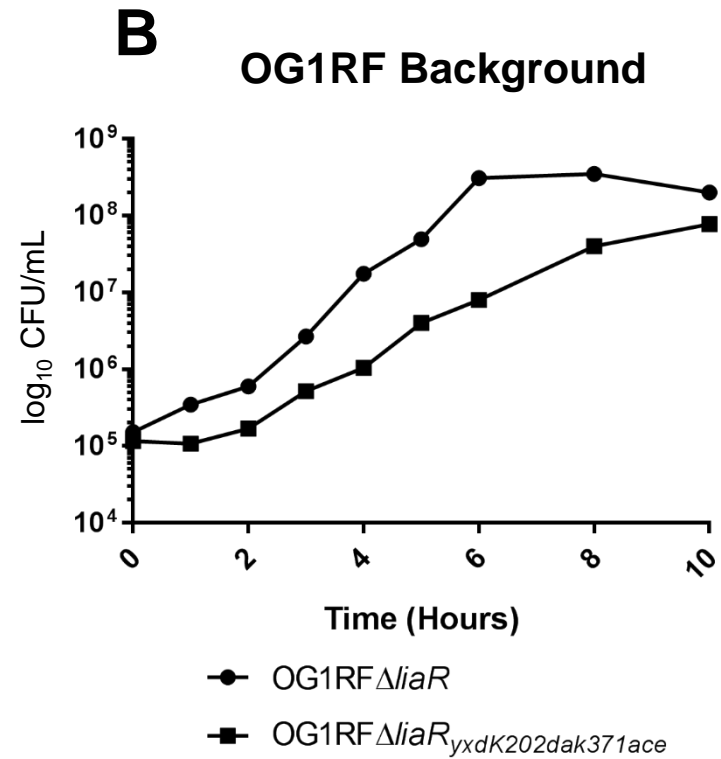 B
OG1RF Background
log₁₀ CFU/mL
10⁹
10⁸
10⁷
10⁶
10⁵
10⁴
0 2 4 6 8 10
Time (Hours)
OG1RFΔliaR
OG1RFΔliaRyxdK202dak371ace